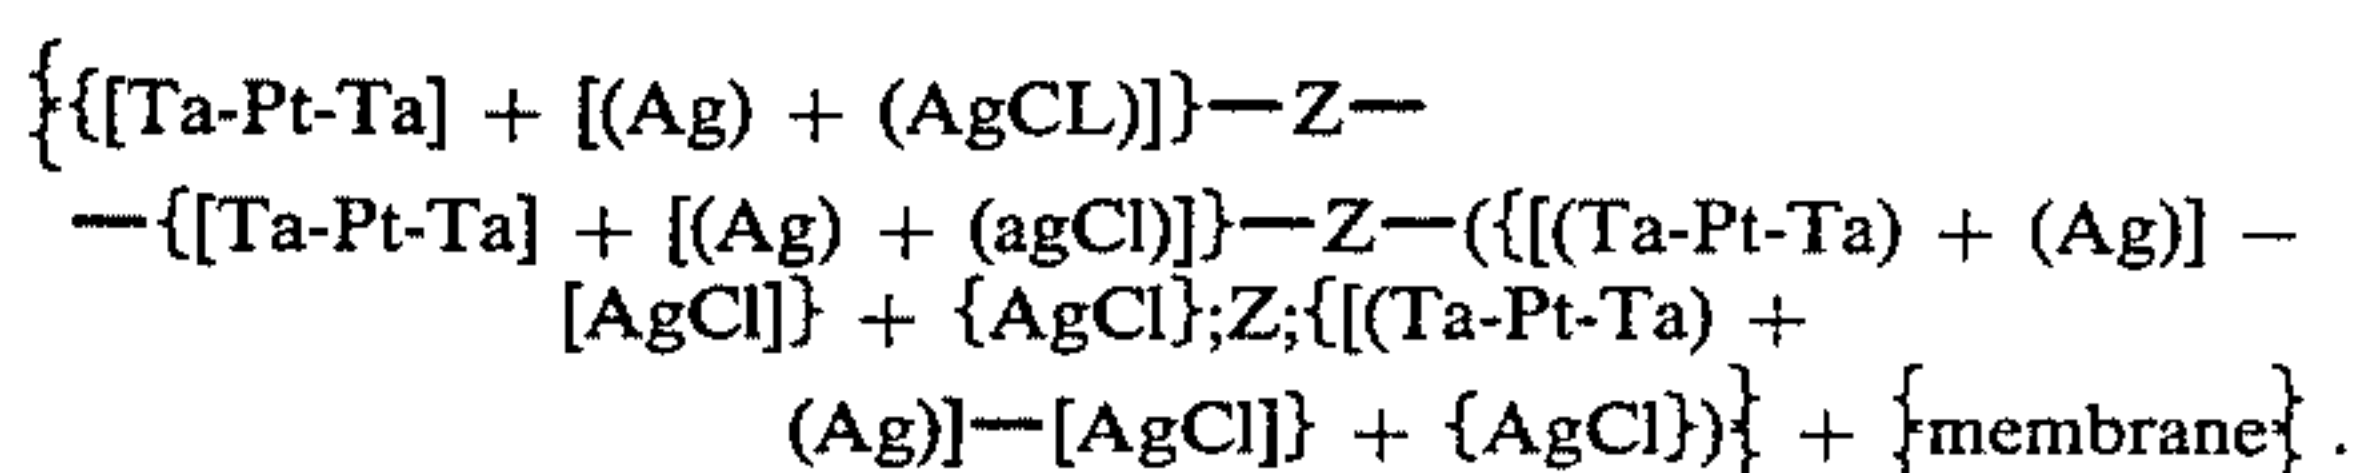 {{[Ta-Pt-Ta] + [(Ag) + (AgCL)]}—Z—
—{[Ta-Pt-Ta] + [(Ag) + (agCl)]}—Z—({[(Ta-Pt-Ta) + (Ag)] –
[AgCl]} + {AgCl};Z;{[(Ta-Pt-Ta) +
(Ag)]—[AgCl]} + {AgCl})} + {membrane}.